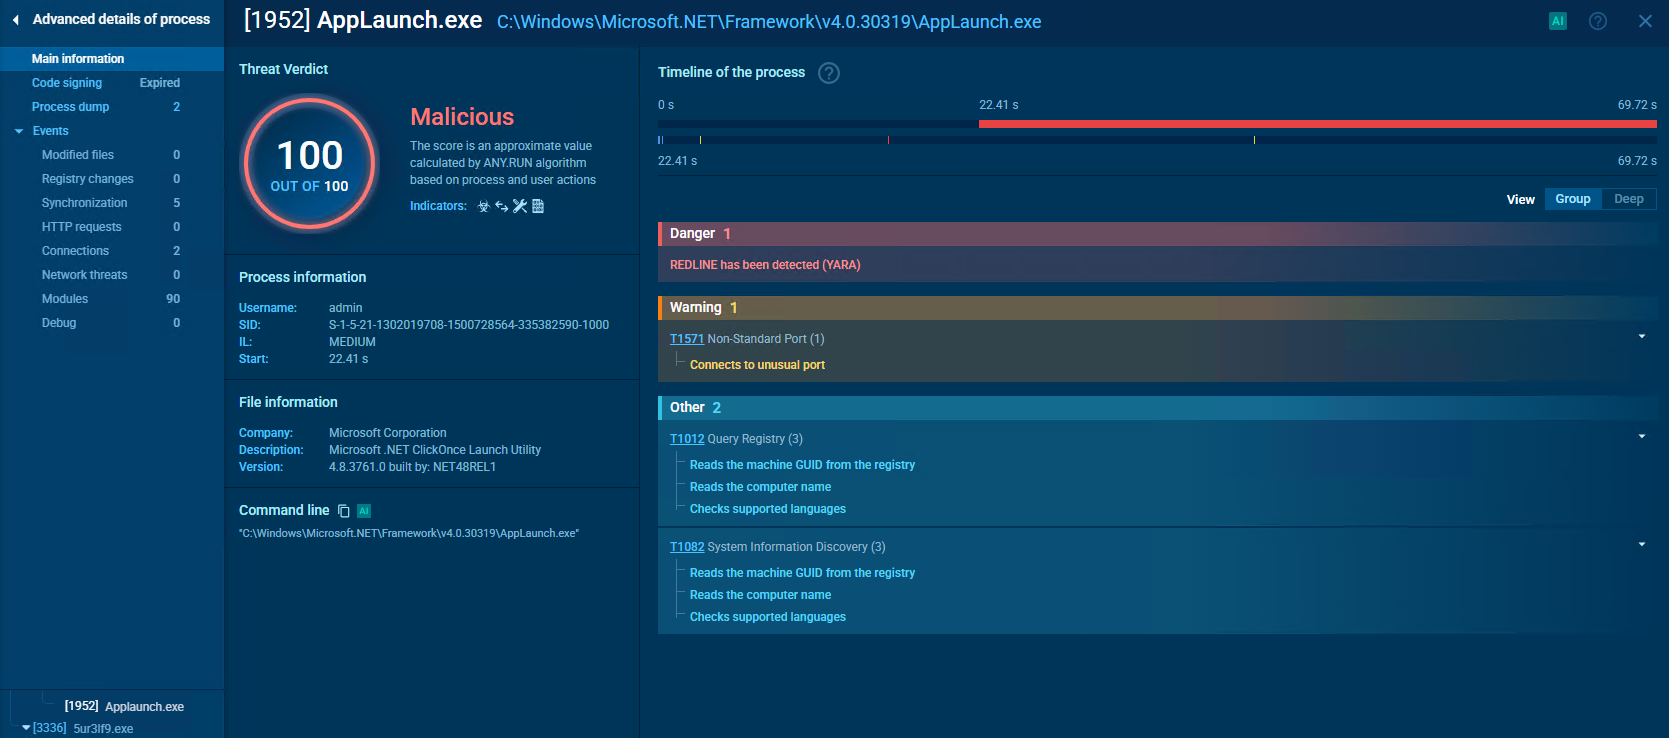 Advanced details of process
[1952] AppLaunch.exe C:\Windows\Microsoft.NET\Framework\v4.0.30319\AppLaunch.exe
AI
?
Main information
Code signing Expired
Process dump 2
Events
Modified files 0
Registry changes 0
Synchronization 5
HTTP requests 0
Connections 2
Network threats 0
Modules 90
Debug 0
[1952] Applaunch.exe
[3336] 5ur3lf9.exe
Threat Verdict
100
OUT OF 100
Malicious
The score is an approximate value
calculated by ANY.RUN algorithm
based on process and user actions
Indicators:
Process information
Username: admin
SID: S-1-5-21-1302019708-1500728564-335382590-1000
IL: MEDIUM
Start: 22.41 s
File information
Company: Microsoft Corporation
Description: Microsoft .NET ClickOnce Launch Utility
Version: 4.8.3761.0 built by: NET48REL1
Command line AI
"C:\Windows\Microsoft.NET\Framework\v4.0.30319\AppLaunch.exe"
Timeline of the process ?
0 s 22.41 s 69.72 s
22.41 s 69.72 s
View Group Deep
Danger 1
REDLINE has been detected (YARA)
Warning 1
T1571 Non-Standard Port (1)
Connects to unusual port
Other 2
T1012 Query Registry (3)
Reads the machine GUID from the registry
Reads the computer name
Checks supported languages
T1082 System Information Discovery (3)
Reads the machine GUID from the registry
Reads the computer name
Checks supported languages